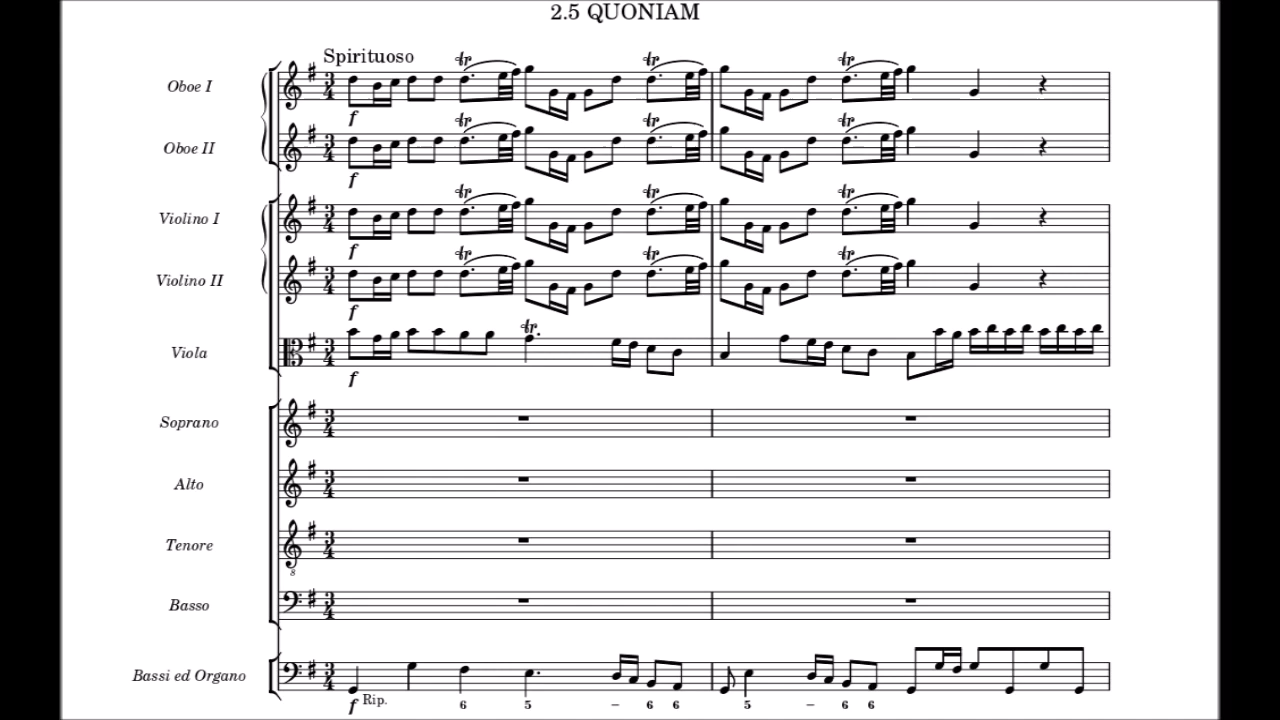 2.5 QUONIAM
Spirituoso
Oboe I
f
Oboe II
f
Violino I
f
Violino II
f
Viola
f
Soprano
Alto
Tenore
Basso
Bassi ed Organo
f Rip. 6 5 – 6 6 5 – 6 6